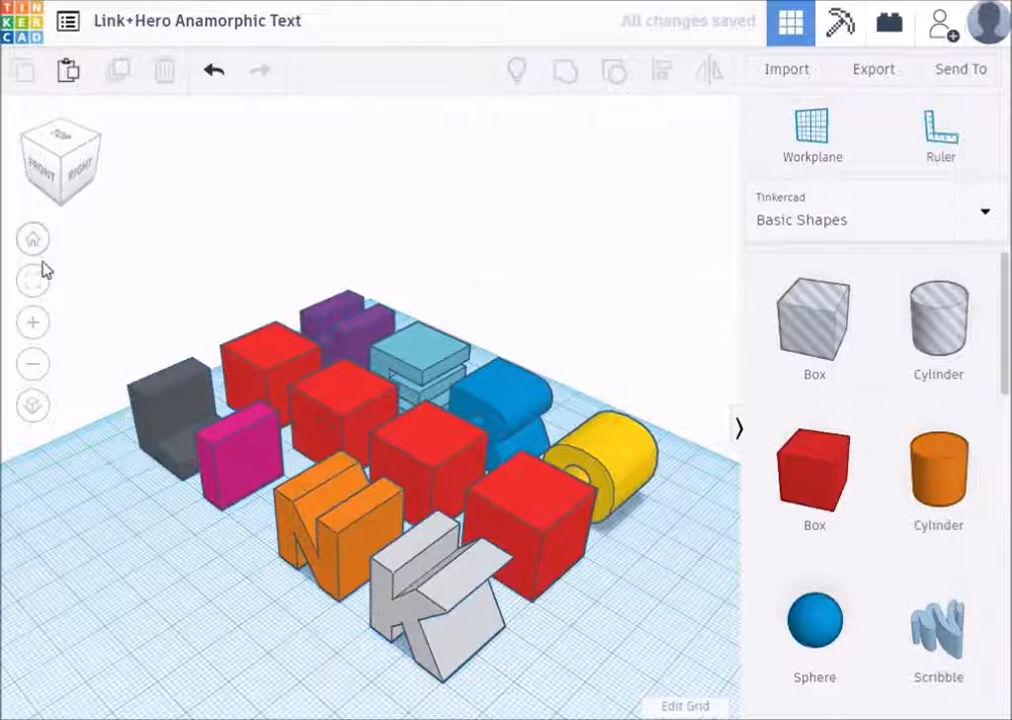 TIN
KER
CAD
Link+Hero Anamorphic Text
All changes saved
Import
Export
Send To
TOP
FRONT
RIGHT
Workplane
Ruler
Tinkercad
Basic Shapes
Box
Cylinder
Box
Cylinder
Sphere
Scribble
L
I
N
K
H
E
R
O
Edit Grid